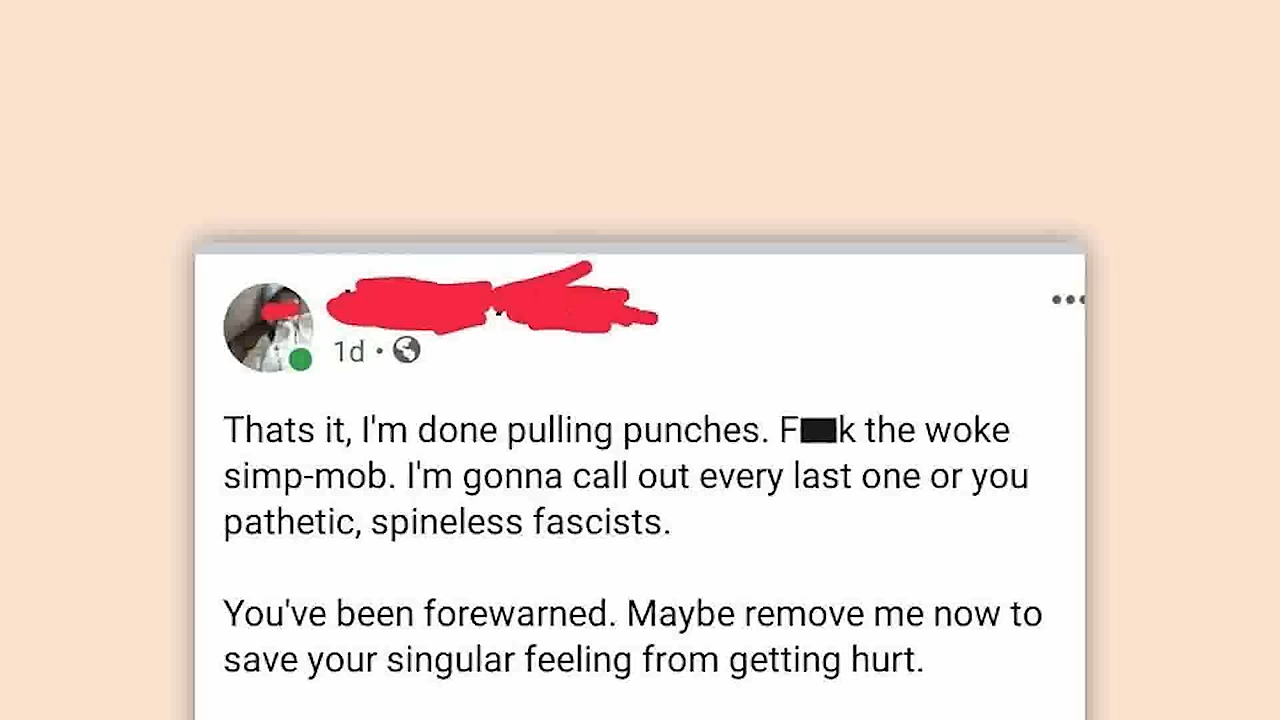 1d •
Thats it, I'm done pulling punches. F■k the woke
simp-mob. I'm gonna call out every last one or you
pathetic, spineless fascists.
You've been forewarned. Maybe remove me now to
save your singular feeling from getting hurt.